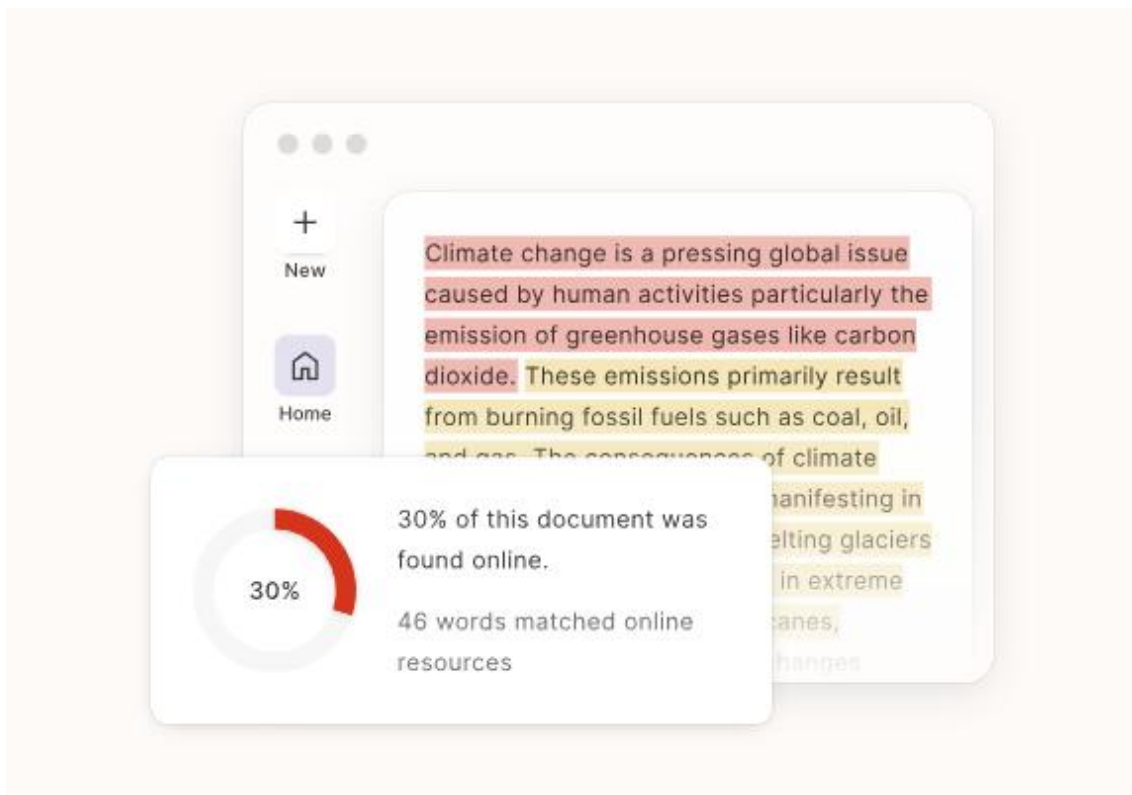 New
Home
Climate change is a pressing global issue
caused by human activities particularly the
emission of greenhouse gases like carbon
dioxide. These emissions primarily result
from burning fossil fuels such as coal, oil,
and gas. The consequences of climate
manifesting in
elting glaciers
in extreme
canes,
hanges
30%
30% of this document was
found online.
46 words matched online
resources